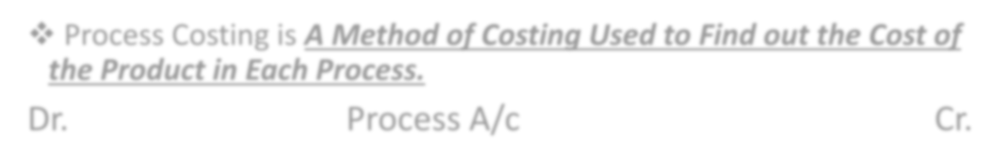 ❖ Process Costing is A Method of Costing Used to Find out the Cost of
the Product in Each Process.
Dr. Process A/c Cr.